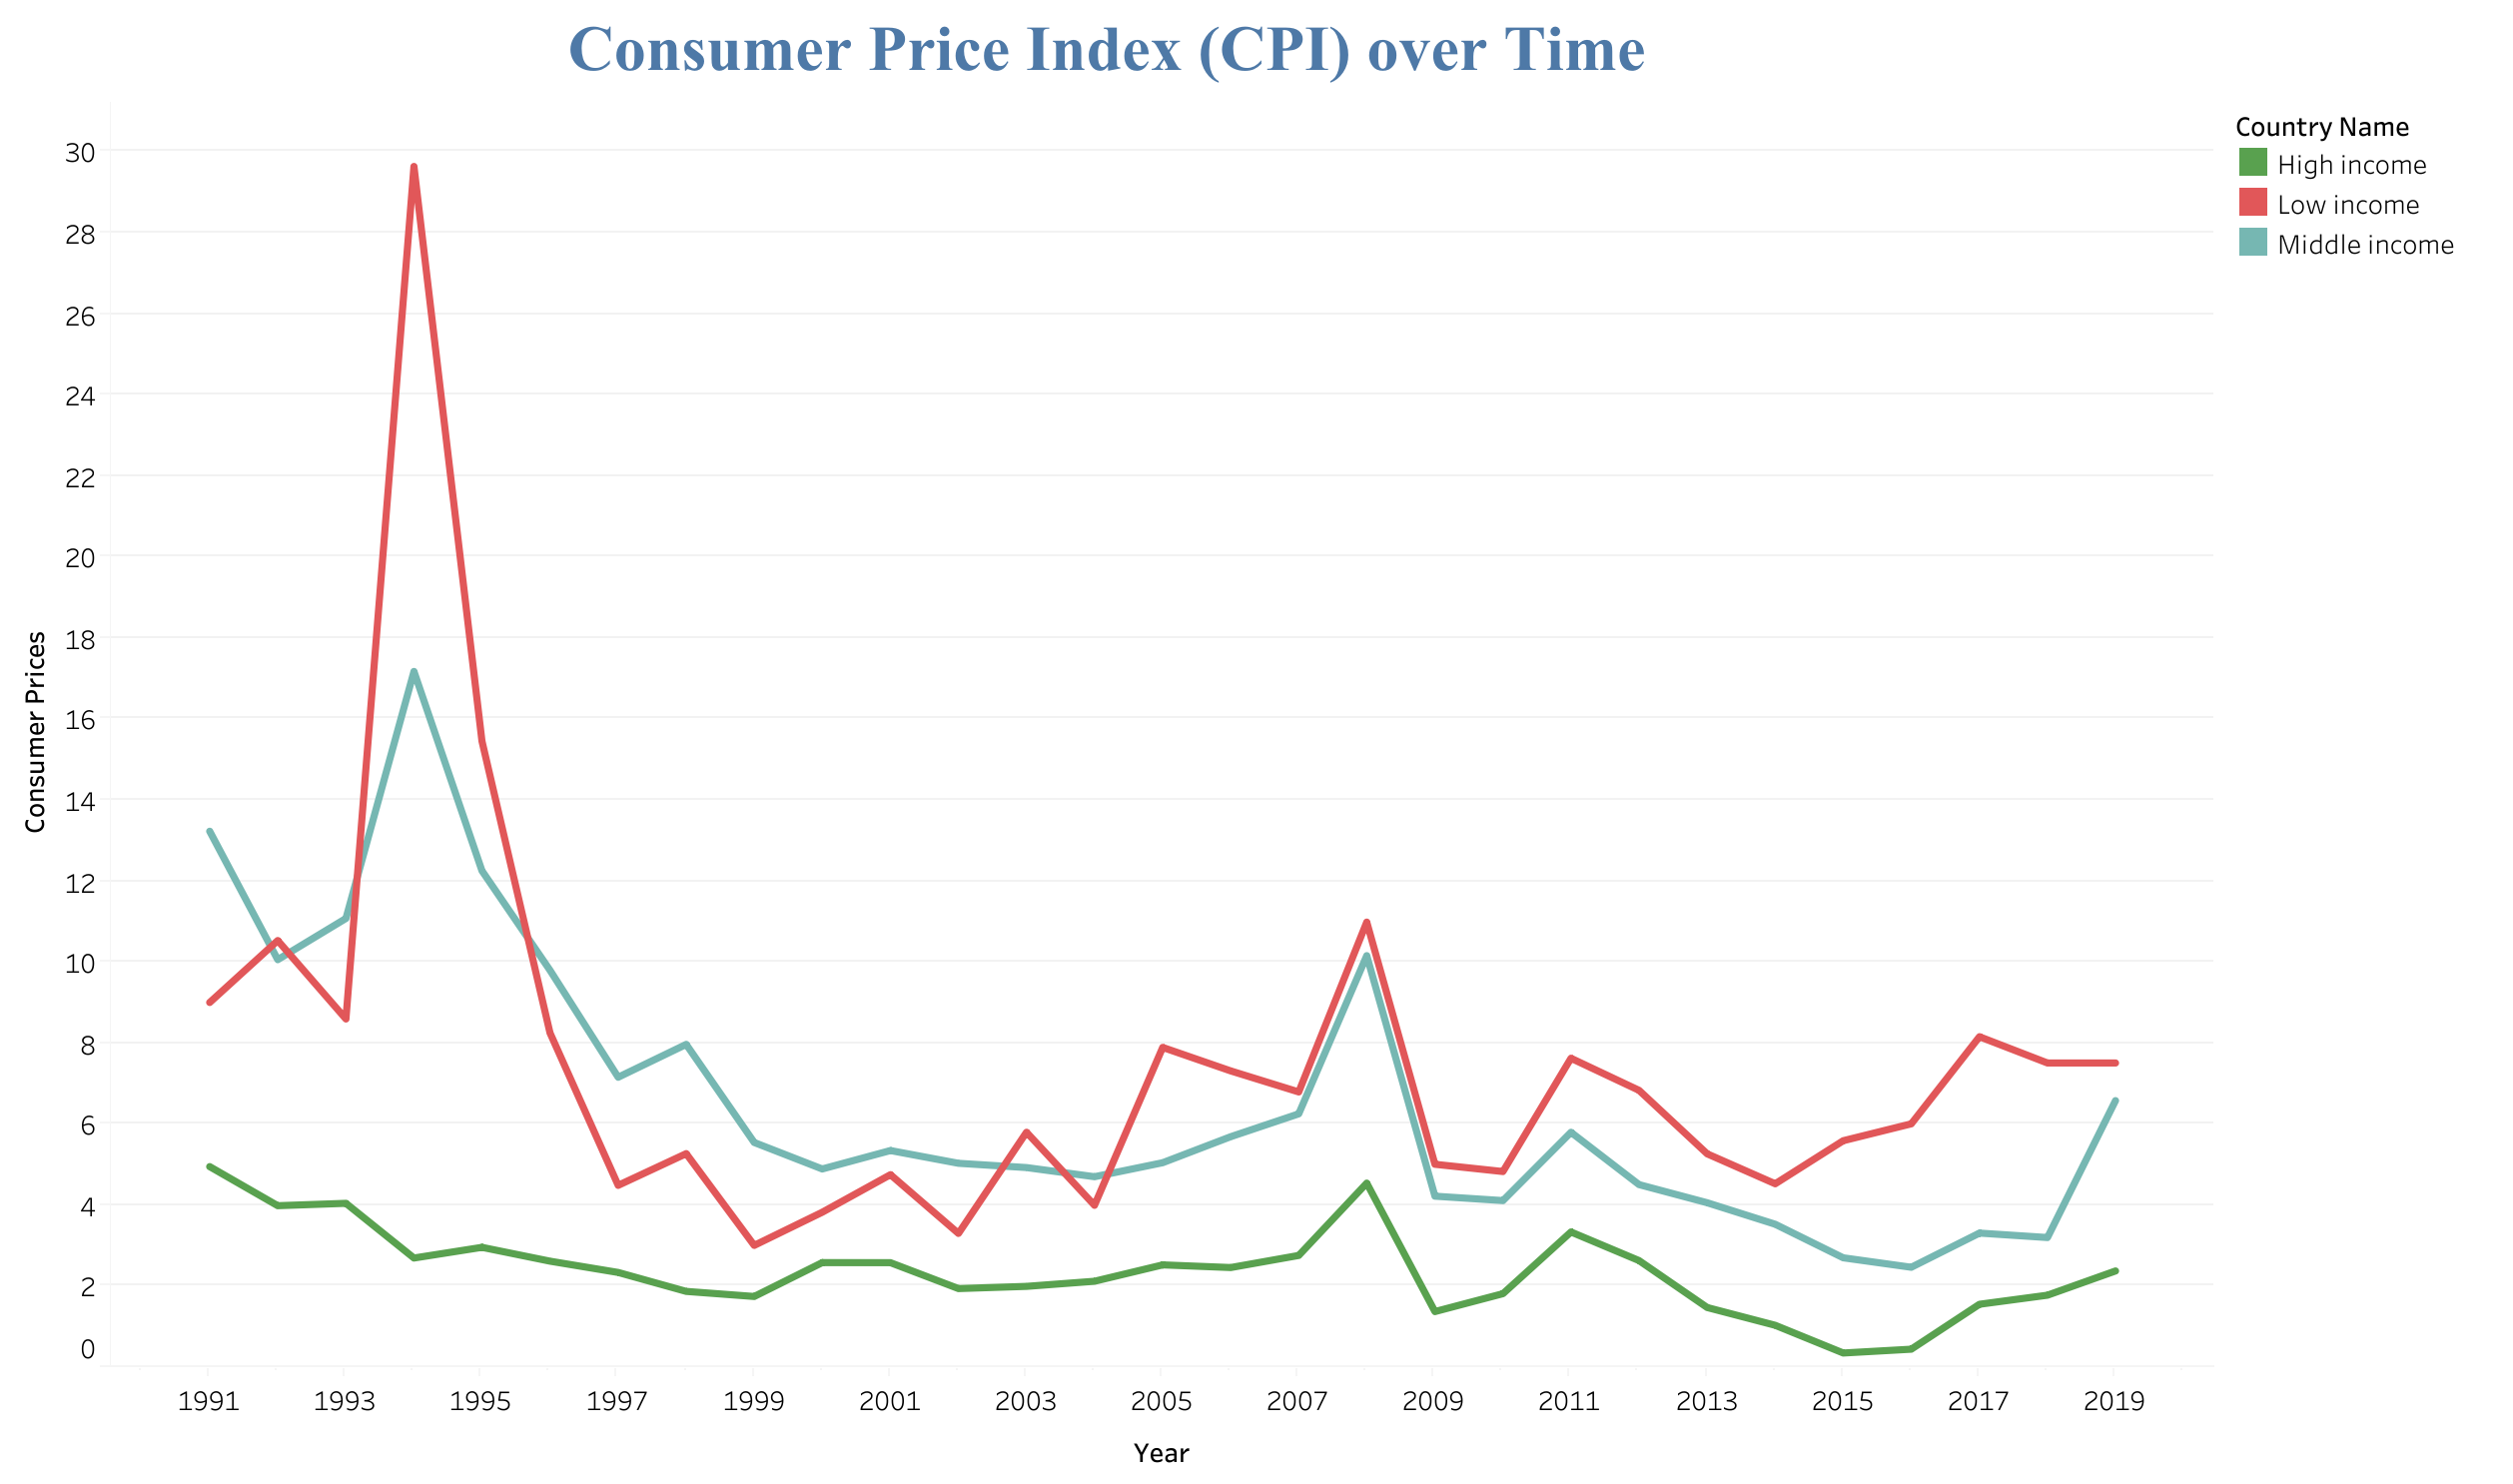 Consumer Price Index (CPI) over Time
Country Name
High income
Low income
Middle income
Consumer Prices
30
28
26
24
22
20
18
16
14
12
10
8
6
4
2
0
1991 1993 1995 1997 1999 2001 2003 2005 2007 2009 2011 2013 2015 2017 2019
Year